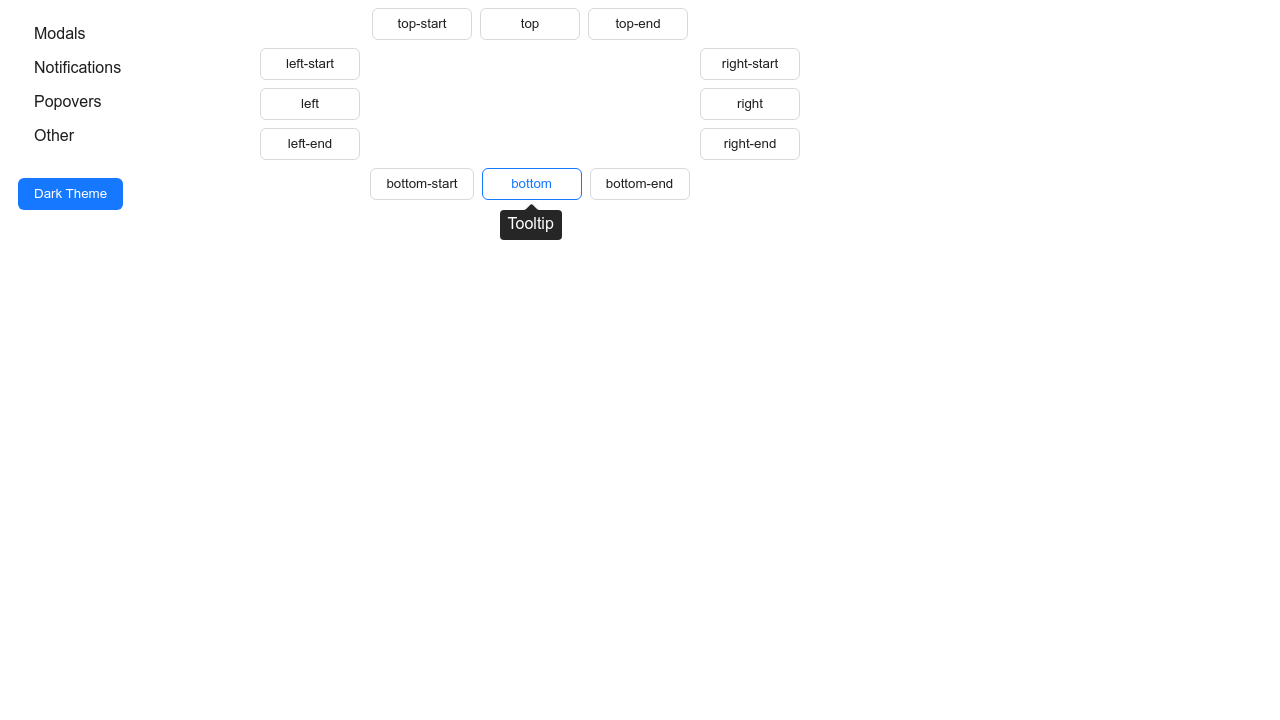 Modals
Notifications
Popovers
Other
Dark Theme
top-start
top
top-end
left-start
right-start
left
right
left-end
right-end
bottom-start
bottom
bottom-end
Tooltip